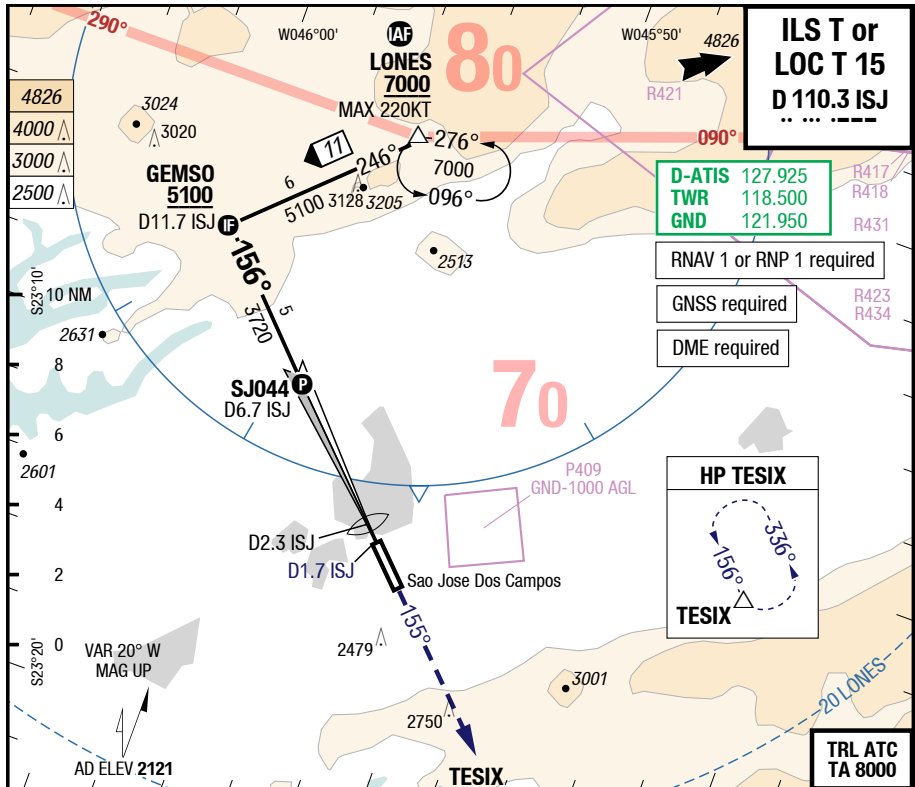 290°
W046°00'
IAF
LONES
7000
MAX 220KT
80
W045°50'
4826
R421
ILS T or
LOC T 15
D 110.3 ISJ
4826
4000
3000
2500
3024
3020
276°
7000
096°
090°
11
246°
6
5100
3128
3205
GEMSO
5100
D11.7 ISJ
IF
D-ATIS 127.925
TWR 118.500
GND 121.950
R417
R418
R431
RNAV 1 or RNP 1 required
GNSS required
DME required
R423
R434
2513
156°
5
3720
S23°10'
10 NM
2631
8
SJ044
D6.7 ISJ
P
70
6
2601
4
P409
GND-1000 AGL
HP TESIX
156°
336°
TESIX
D2.3 ISJ
D1.7 ISJ
Sao Jose Dos Campos
2
155°
0
S23°20'
2479
VAR 20° W
MAG UP
3001
2750
20 LONES
AD ELEV 2121
TESIX
TRL ATC
TA 8000